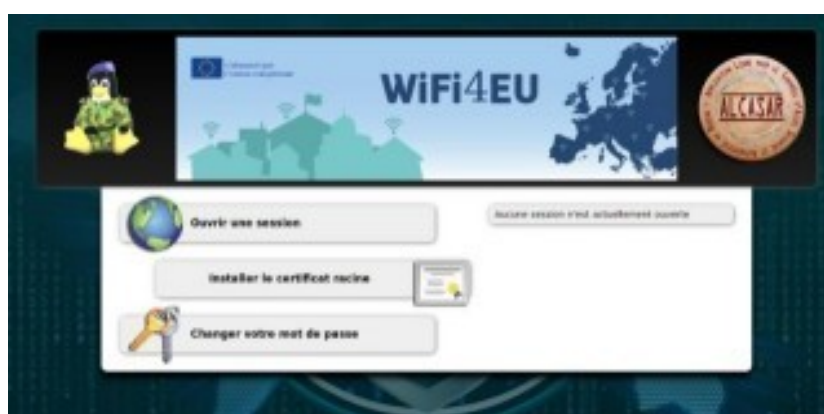 WiFi4EU
ALCASAR
Ouvrir une session
Aucune session n'est actuellement ouverte
Installer le certificat racine
Changer votre mot de passe